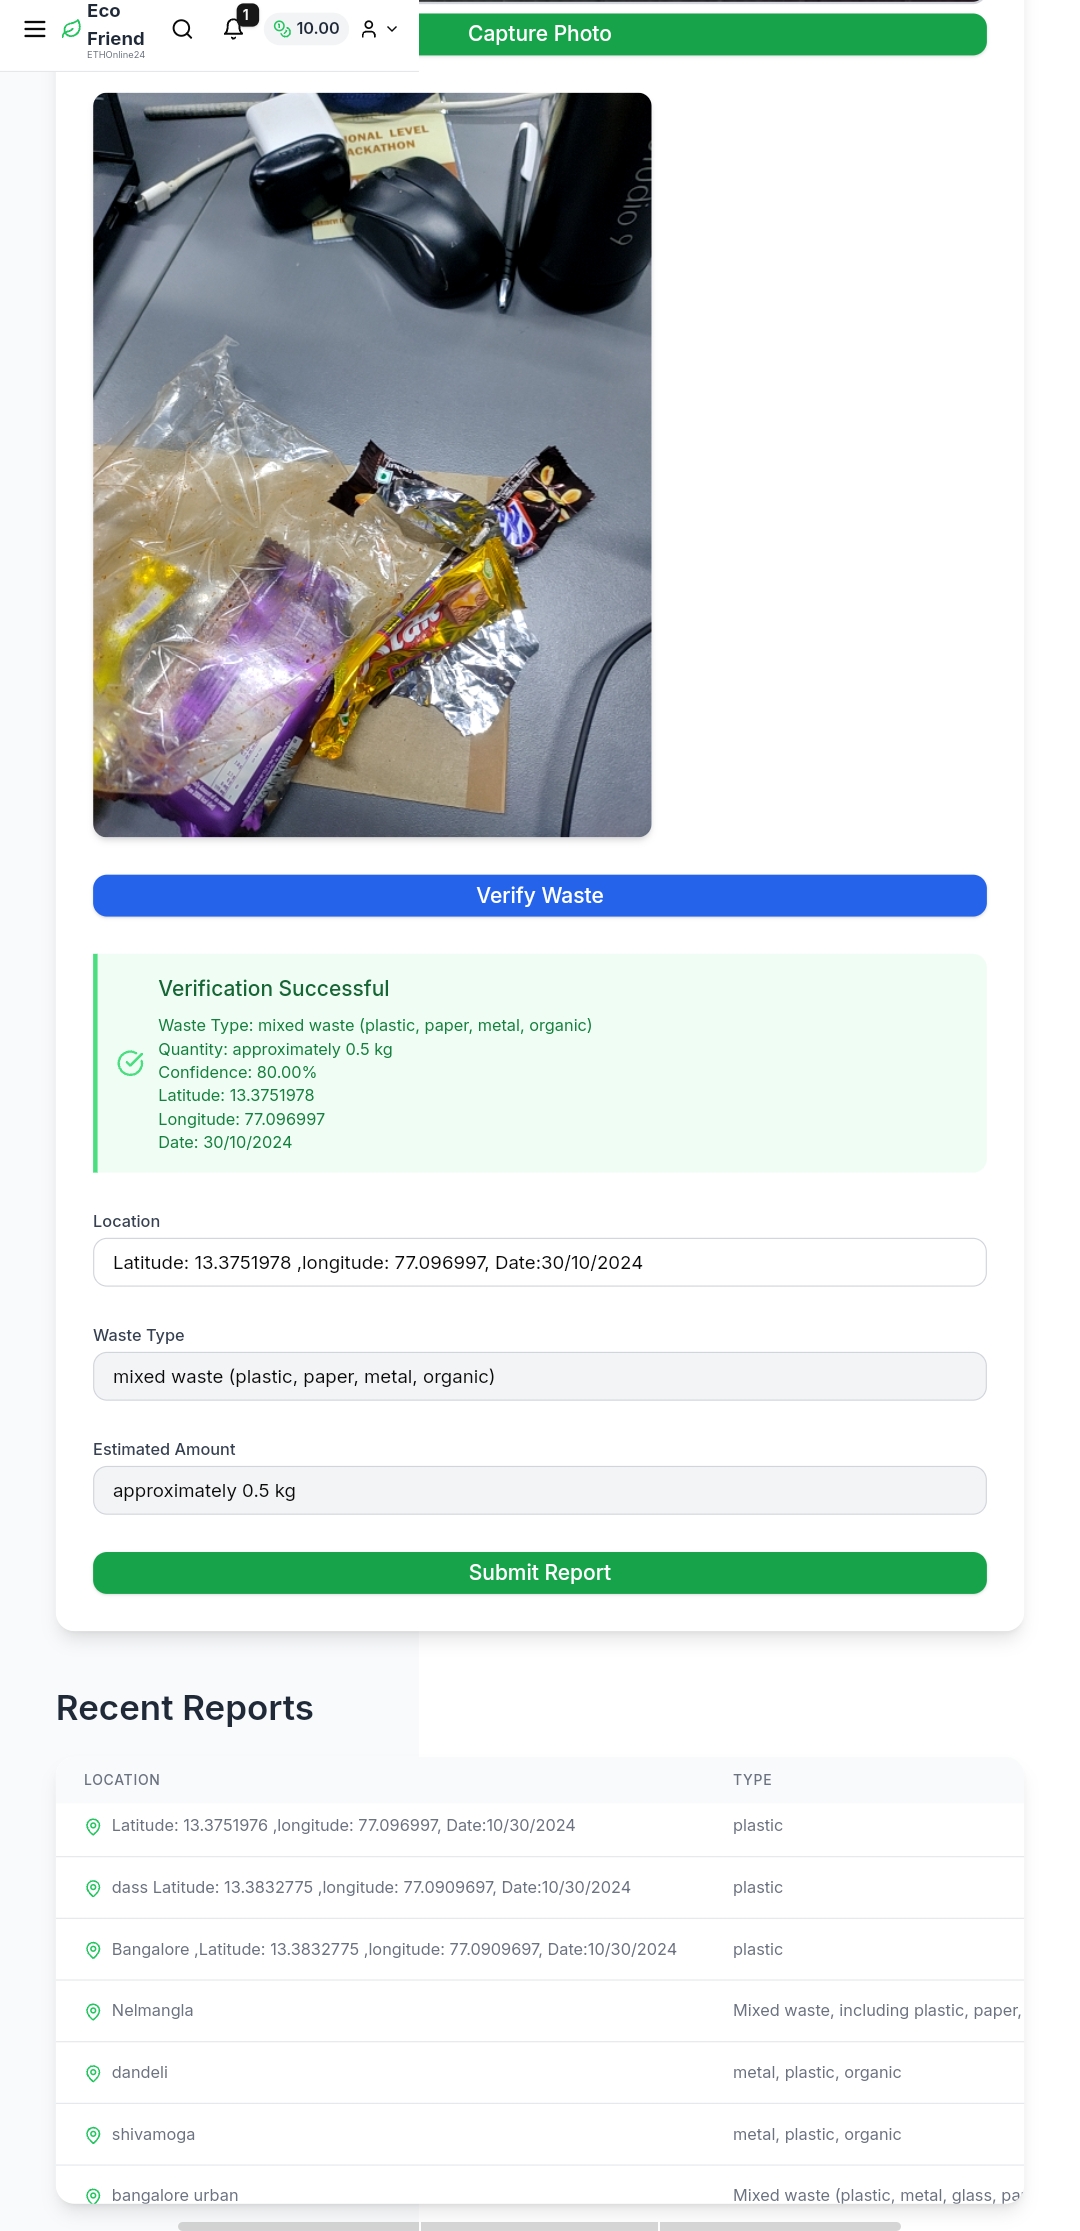 Eco
Friend
ETHOnline24
1
10.00
Capture Photo
IONAL LEVEL
ACKATHON
tudio 9
Star
Verify Waste
Verification Successful
Waste Type: mixed waste (plastic, paper, metal, organic)
Quantity: approximately 0.5 kg
Confidence: 80.00%
Latitude: 13.3751978
Longitude: 77.096997
Date: 30/10/2024
Location
Latitude: 13.3751978 ,longitude: 77.096997, Date:30/10/2024
Waste Type
mixed waste (plastic, paper, metal, organic)
Estimated Amount
approximately 0.5 kg
Submit Report
Recent Reports
LOCATION TYPE
Latitude: 13.3751976 ,longitude: 77.096997, Date:10/30/2024 plastic
dass Latitude: 13.3832775 ,longitude: 77.0909697, Date:10/30/2024 plastic
Bangalore ,Latitude: 13.3832775 ,longitude: 77.0909697, Date:10/30/2024 plastic
Nelmangla Mixed waste, including plastic, paper,
dandeli metal, plastic, organic
shivamoga metal, plastic, organic
bangalore urban Mixed waste (plastic, metal, glass, pa